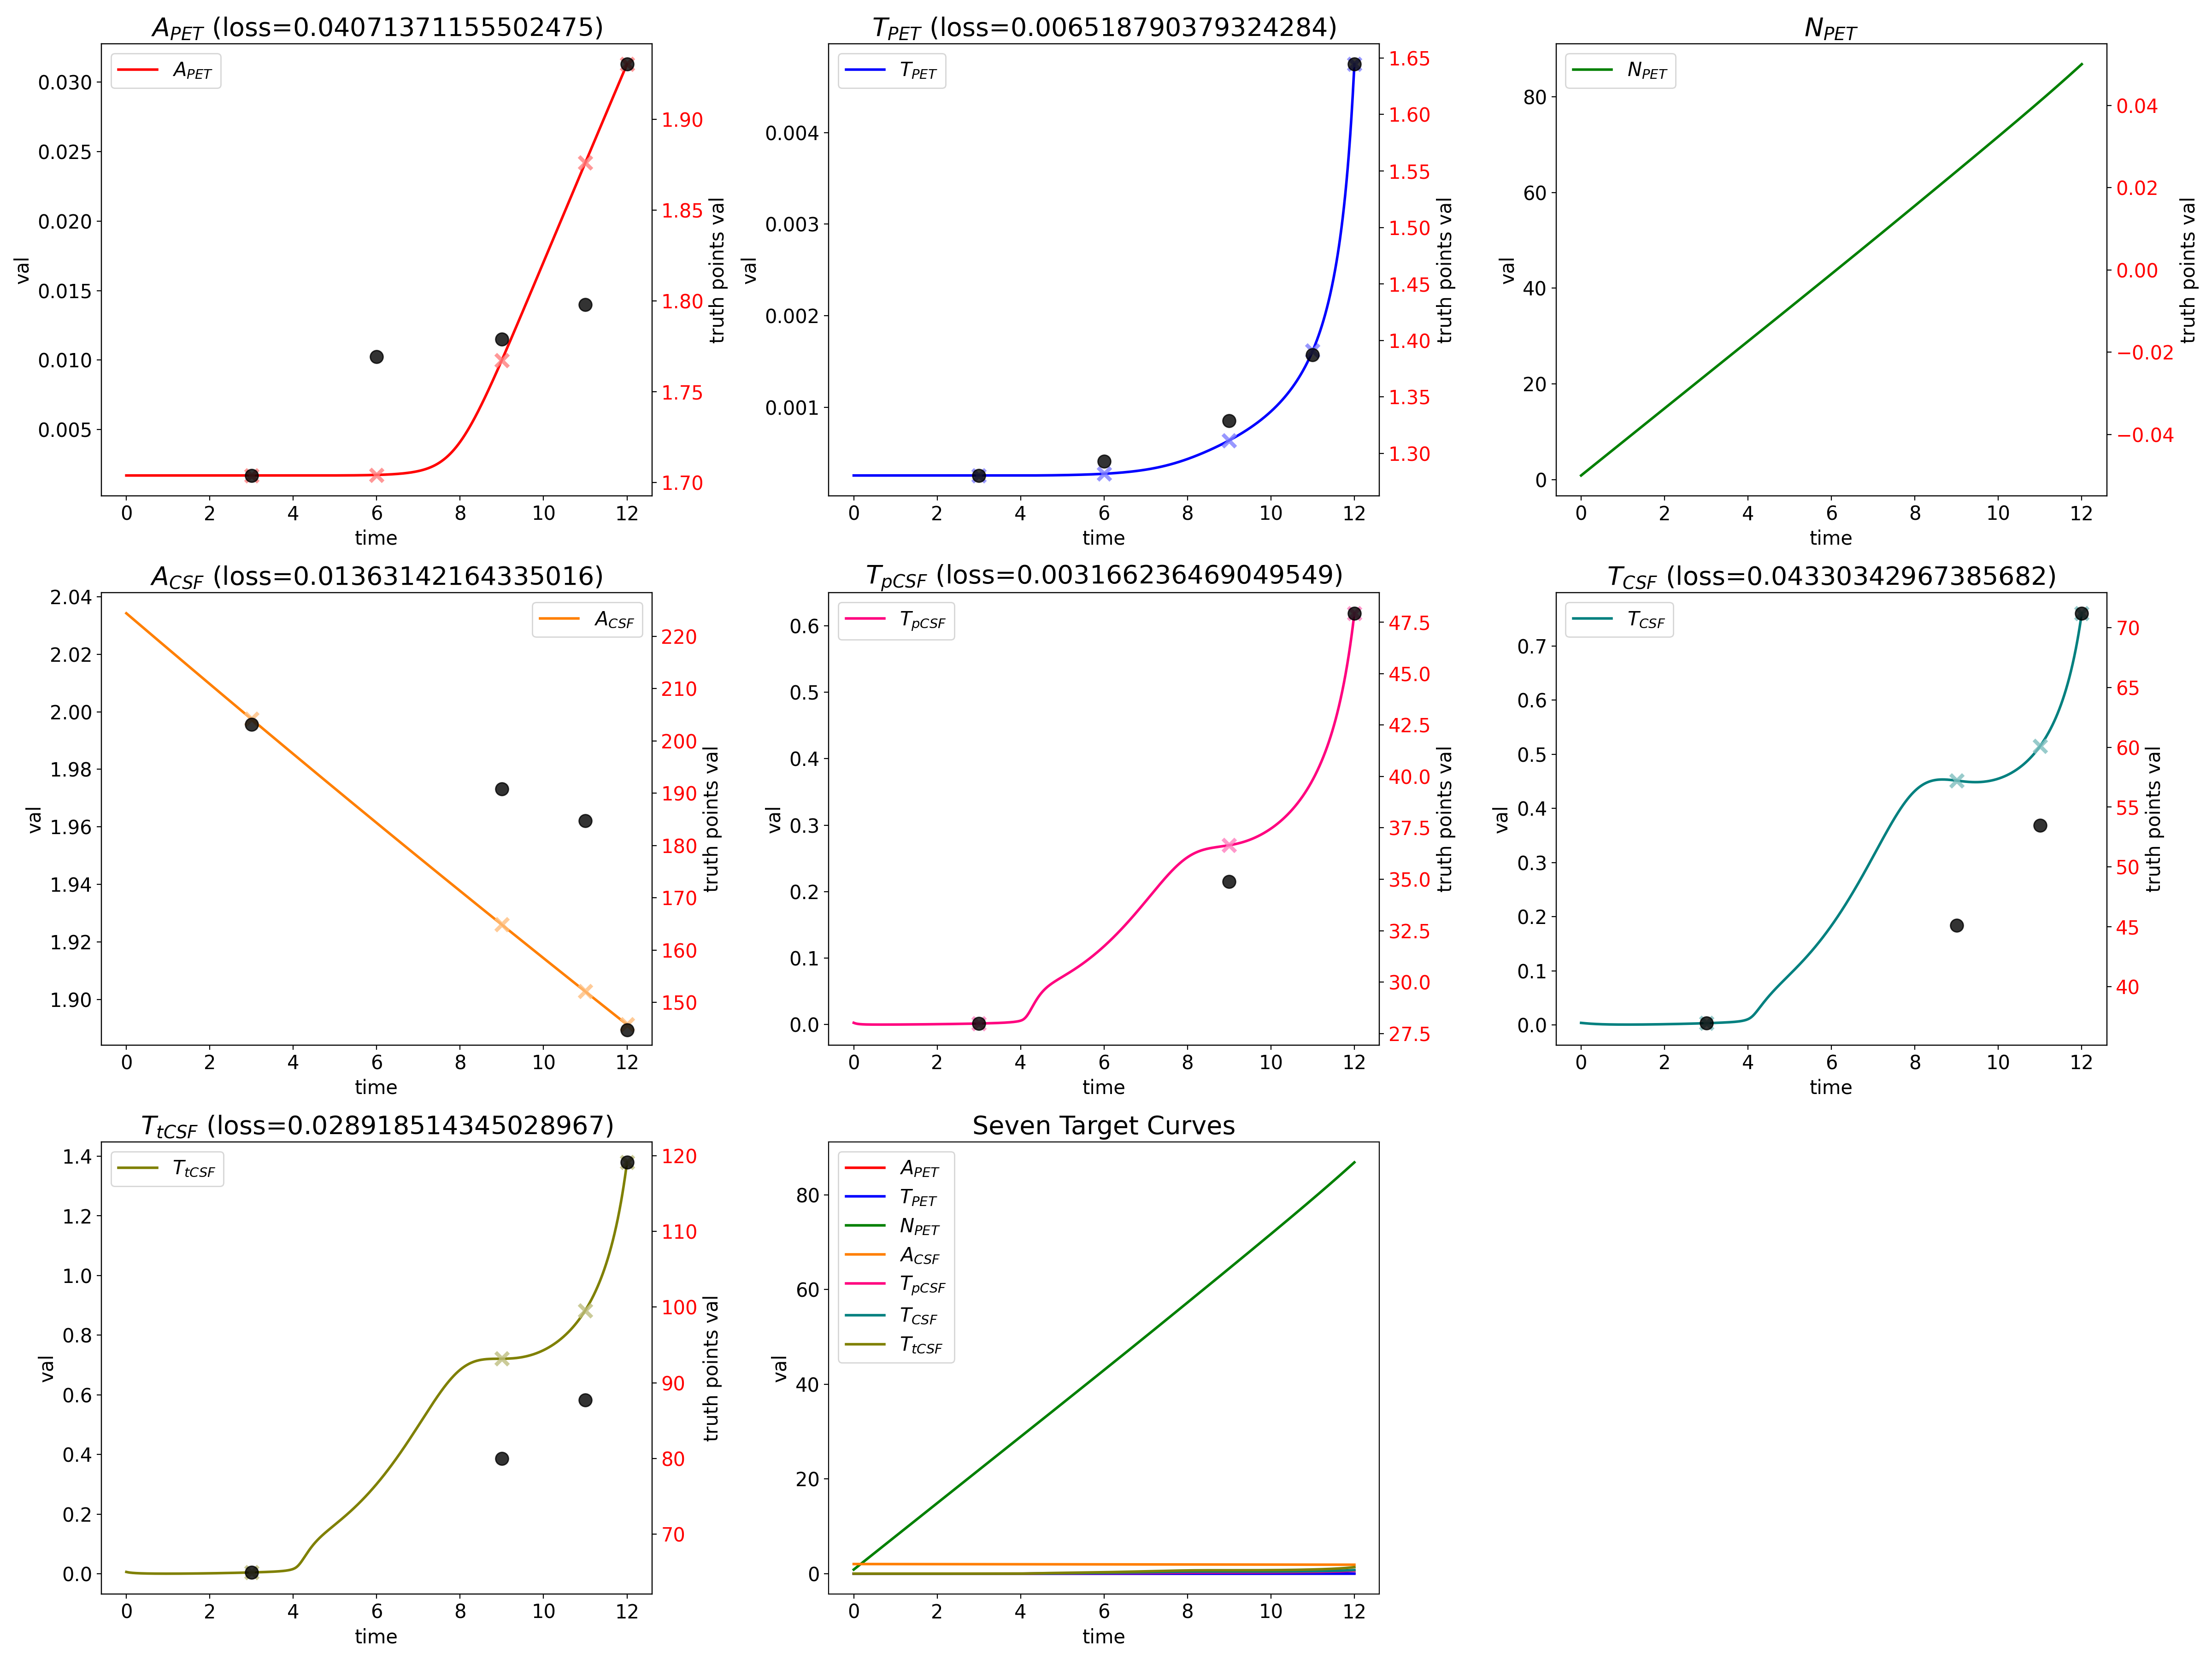 A_PET (loss=0.04071371155502475)
A_PET
0.030
0.025
0.020
0.015
0.010
0.005
val
1.90
1.85
1.80
1.75
1.70
truth points val
0 2 4 6 8 10 12
time
T_PET (loss=0.006518790379324284)
T_PET
0.004
0.003
0.002
0.001
val
1.65
1.60
1.55
1.50
1.45
1.40
1.35
1.30
truth points val
0 2 4 6 8 10 12
time
N_PET
N_PET
80
60
40
20
0
val
0.04
0.02
0.00
−0.02
−0.04
truth points val
0 2 4 6 8 10 12
time
A_CSF (loss=0.01363142164335016)
A_CSF
2.04
2.02
2.00
1.98
1.96
1.94
1.92
1.90
val
220
210
200
190
180
170
160
150
truth points val
0 2 4 6 8 10 12
time
T_pCSF (loss=0.003166236469049549)
T_pCSF
0.6
0.5
0.4
0.3
0.2
0.1
0.0
val
47.5
45.0
42.5
40.0
37.5
35.0
32.5
30.0
27.5
truth points val
0 2 4 6 8 10 12
time
T_CSF (loss=0.04330342967385682)
T_CSF
0.7
0.6
0.5
0.4
0.3
0.2
0.1
0.0
val
70
65
60
55
50
45
40
truth points val
0 2 4 6 8 10 12
time
T_tCSF (loss=0.028918514345028967)
T_tCSF
1.4
1.2
1.0
0.8
0.6
0.4
0.2
0.0
val
120
110
100
90
80
70
truth points val
0 2 4 6 8 10 12
time
Seven Target Curves
A_PET
T_PET
N_PET
A_CSF
T_pCSF
T_CSF
T_tCSF
80
60
40
20
0
val
0 2 4 6 8 10 12
time